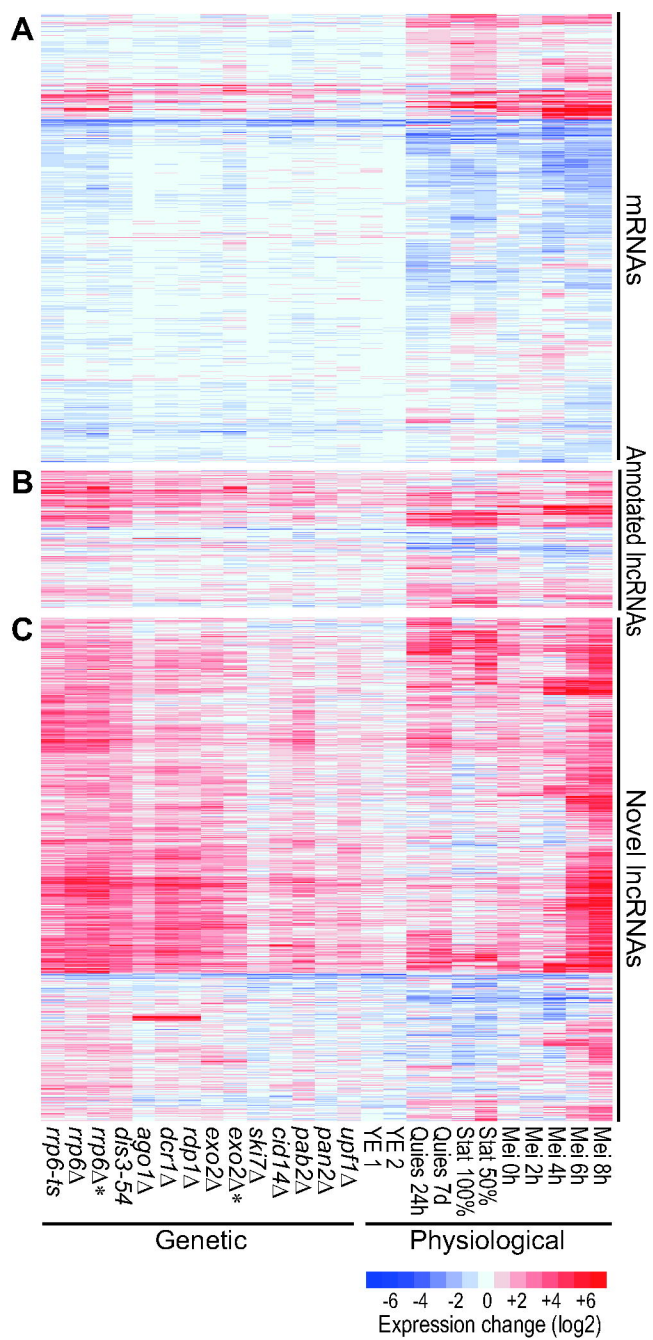 A
mRNAs
B
Annotated lncRNAs
C
Novel lncRNAs
rrp6-ts
rrp6Δ
rrp6Δ*
dis3-54
ago1Δ
dcr1Δ
rdp1Δ
exo2Δ
exo2Δ*
ski7Δ
cid14Δ
pab2Δ
pan2Δ
upf1Δ
YE 1
YE 2
Quies 24h
Quies 7d
Stat 100%
Stat 50%
Mei 0h
Mei 2h
Mei 4h
Mei 6h
Mei 8h
Genetic
Physiological
-6 -4 -2 0 +2 +4 +6
Expression change (log2)